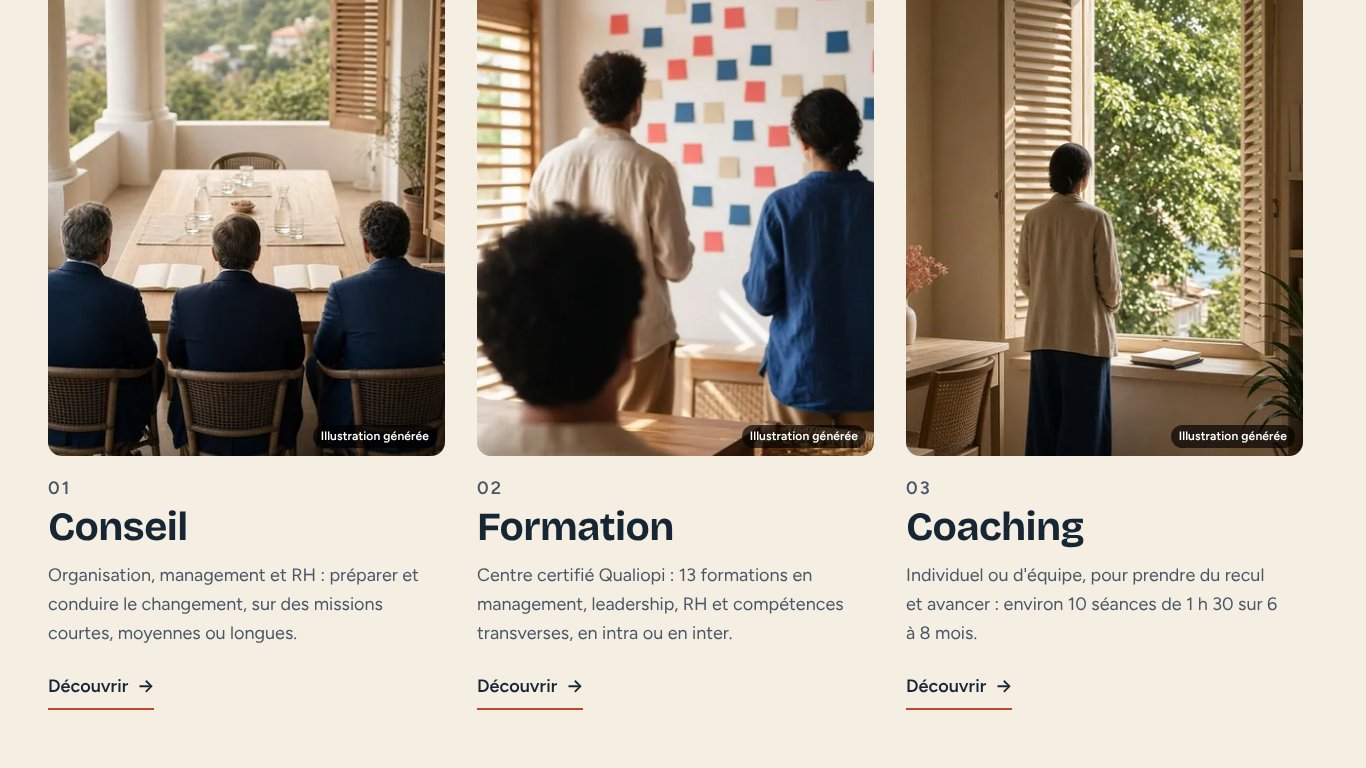 Illustration générée
Illustration générée
Illustration générée
01
Conseil
Organisation, management et RH : préparer et
conduire le changement, sur des missions
courtes, moyennes ou longues.
Découvrir →
02
Formation
Centre certifié Qualiopi : 13 formations en
management, leadership, RH et compétences
transverses, en intra ou en inter.
Découvrir →
03
Coaching
Individuel ou d'équipe, pour prendre du recul
et avancer : environ 10 séances de 1 h 30 sur 6
à 8 mois.
Découvrir →